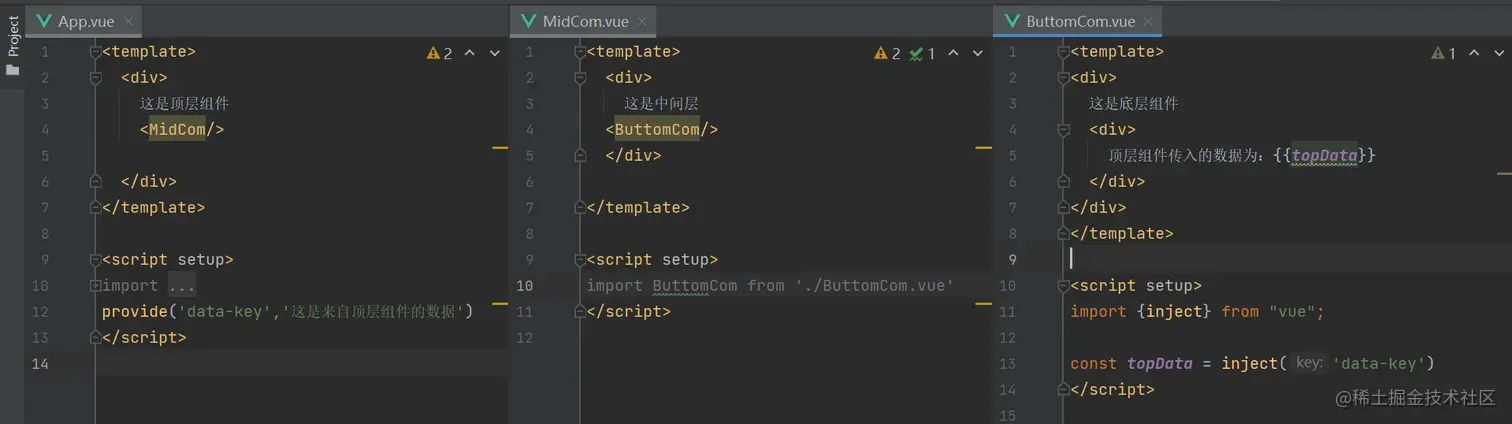 Project
App.vue
2
1 <template>
2 <div>
3 这是顶层组件
4 <MidCom/>
5
6 </div>
7 </template>
8
9 <script setup>
10 import ...
12 provide('data-key','这是来自顶层组件的数据')
13 </script>
14
MidCom.vue
2 1
1 <template>
2 <div>
3 这是中间层
4 <ButtomCom/>
5 </div>
6
7 </template>
8
9 <script setup>
10 import ButtomCom from './ButtomCom.vue'
11 </script>
12
ButtomCom.vue
1
1 <template>
2 <div>
3 这是底层组件
4 <div>
5 顶层组件传入的数据为：{{topData}}
6 </div>
7 </div>
8 </template>
9
10 <script setup>
11 import {inject} from "vue";
12
13 const topData = inject( key: 'data-key')
14 </script>
15
@稀土掘金技术社区